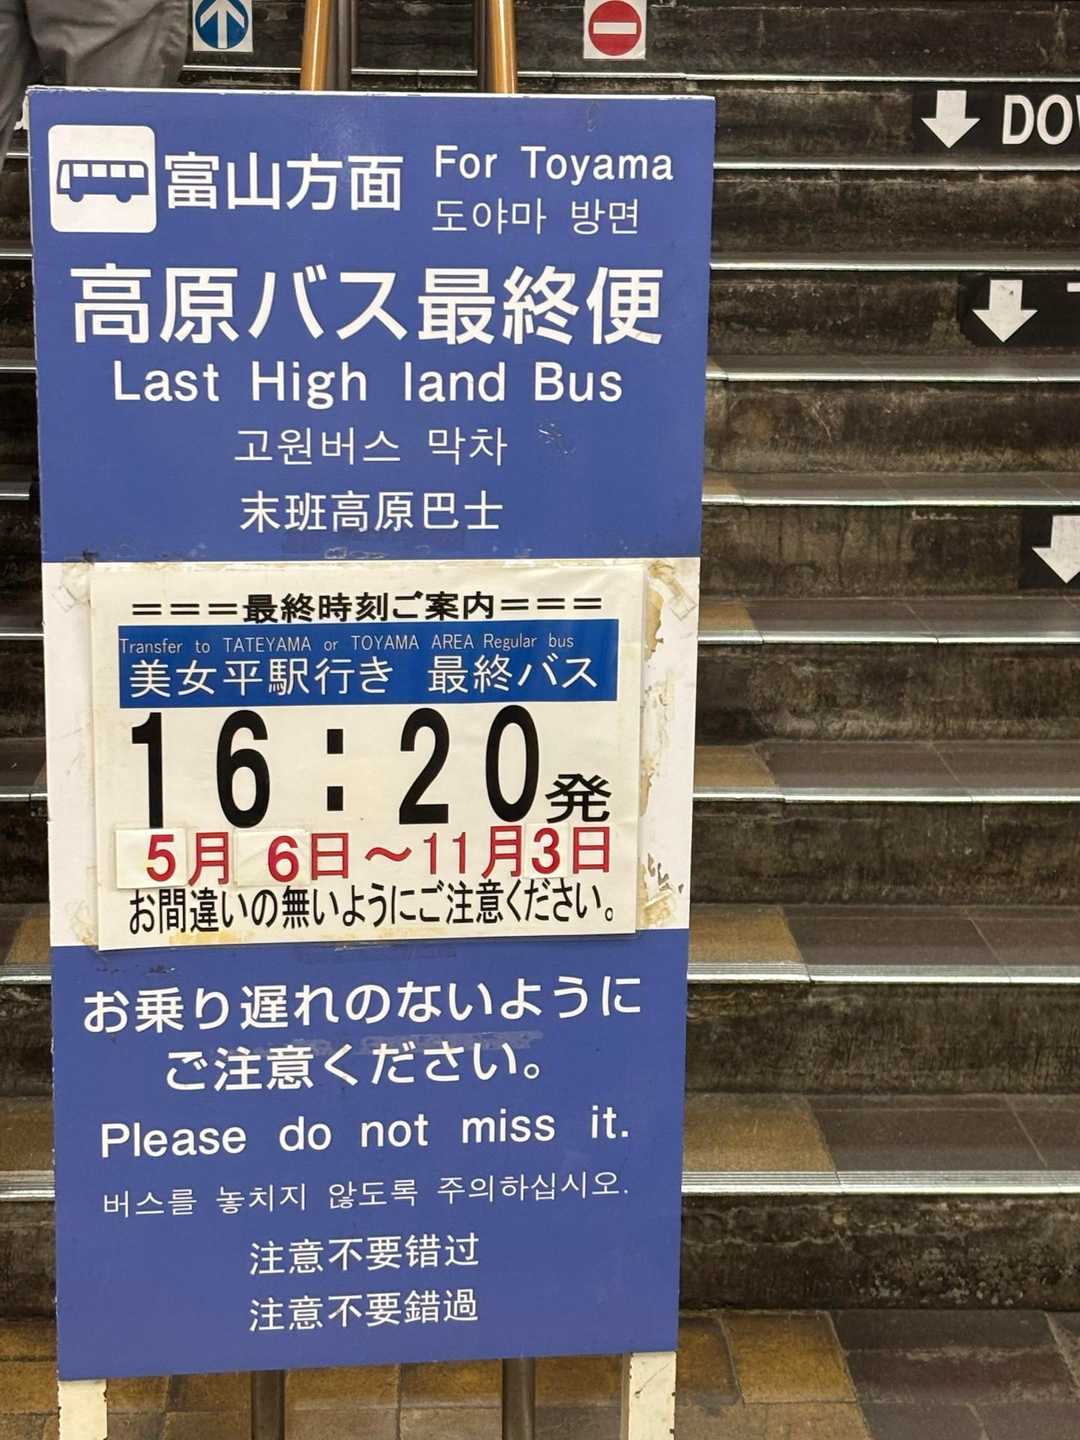 富山方面 For Toyama
도야마 방면
高原バス最終便
Last High land Bus
고원버스 막차
末班高原巴士
===最終時刻ご案内===
Transfer to TATEYAMA or TOYAMA AREA Regular bus
美女平駅行き 最終バス
16:20発
5月 6日～11月3日
お間違いの無いようにご注意ください。
お乗り遅れのないように
ご注意ください。
Please do not miss it.
버스를 놓치지 않도록 주의하십시오.
注意不要错过
注意不要錯過